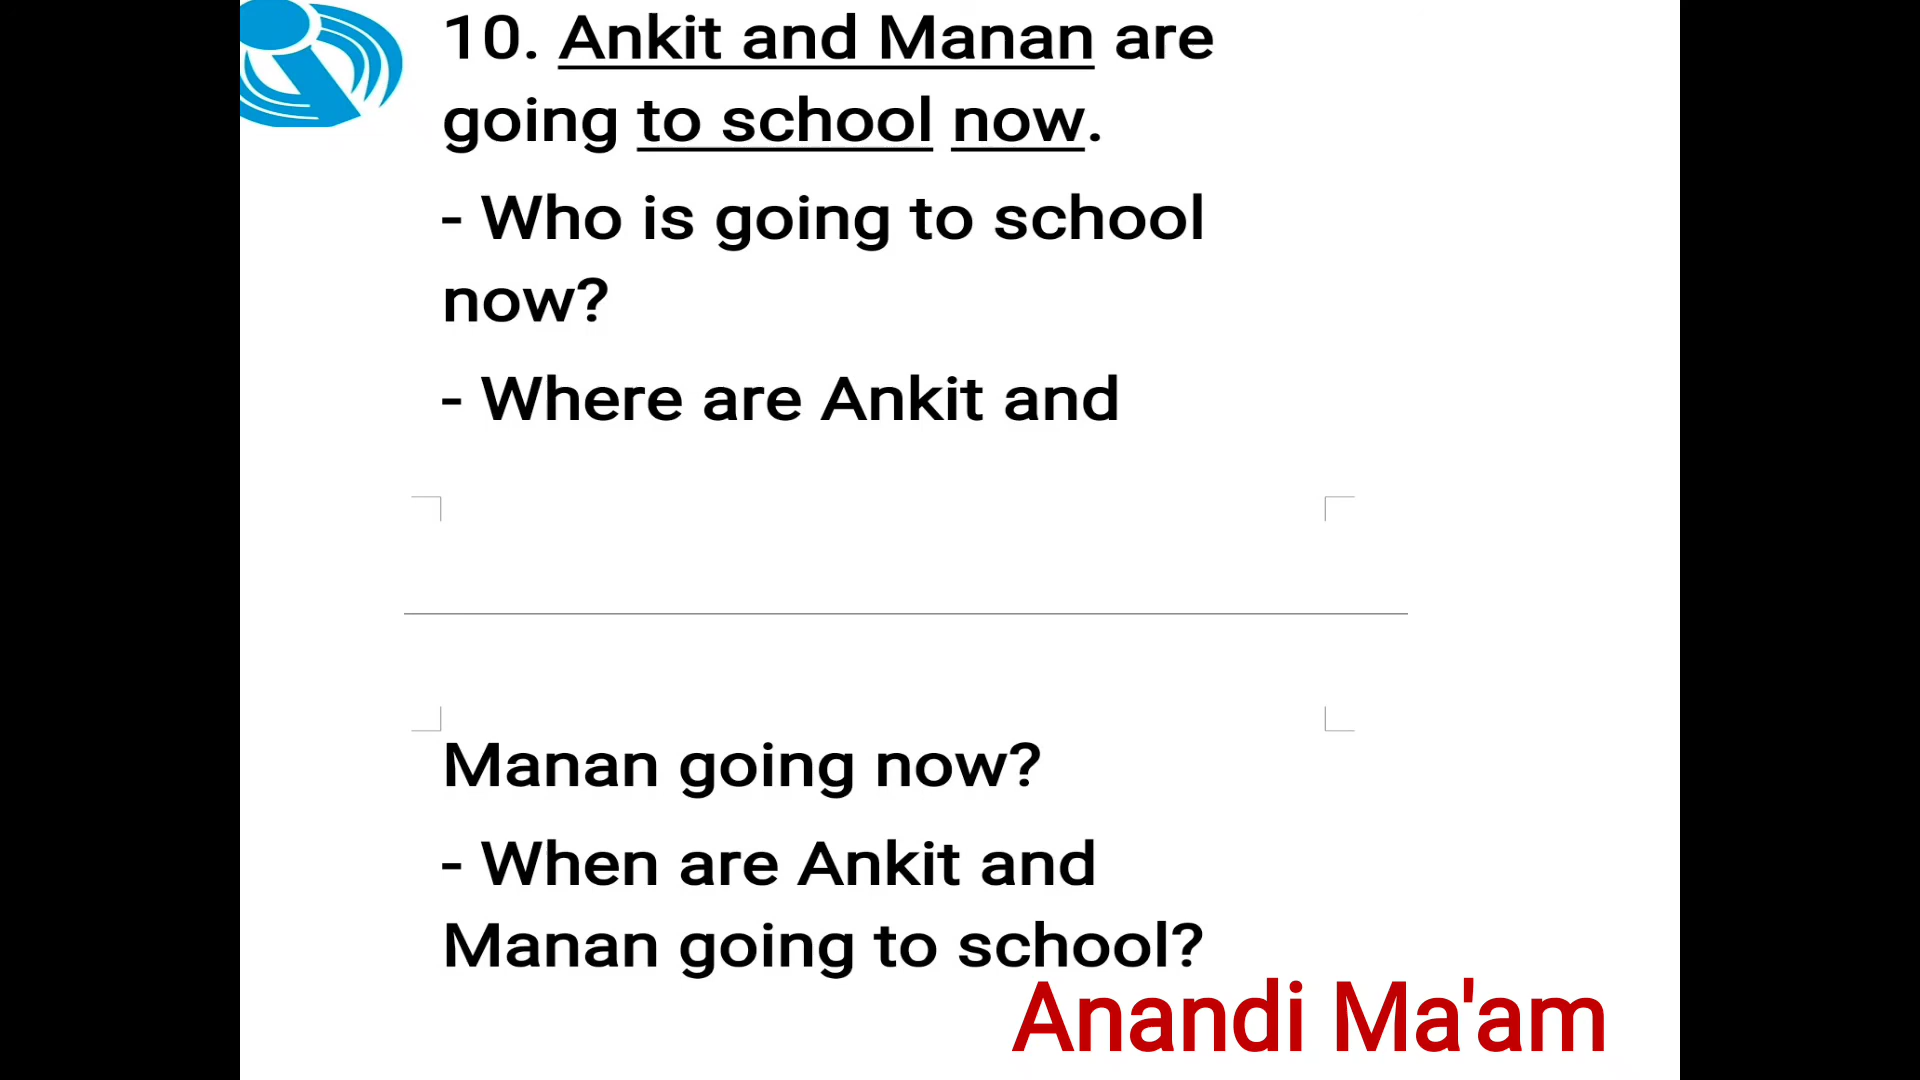 10. Ankit and Manan are
going to school now.
- Who is going to school
now?
- Where are Ankit and
Manan going now?
- When are Ankit and
Manan going to school?
Anandi Ma'am